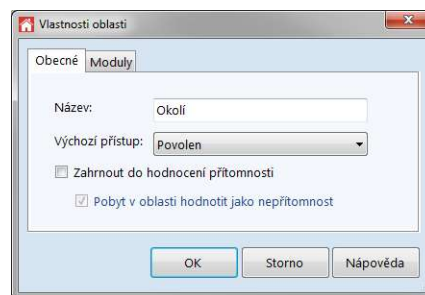 Vlastnosti oblasti
Obecné Moduly
Název: Okolí
Výchozí přístup: Povolen
Zahrnout do hodnocení přítomnosti
Pobyt v oblasti hodnotit jako nepřítomnost
OK Storno Nápověda